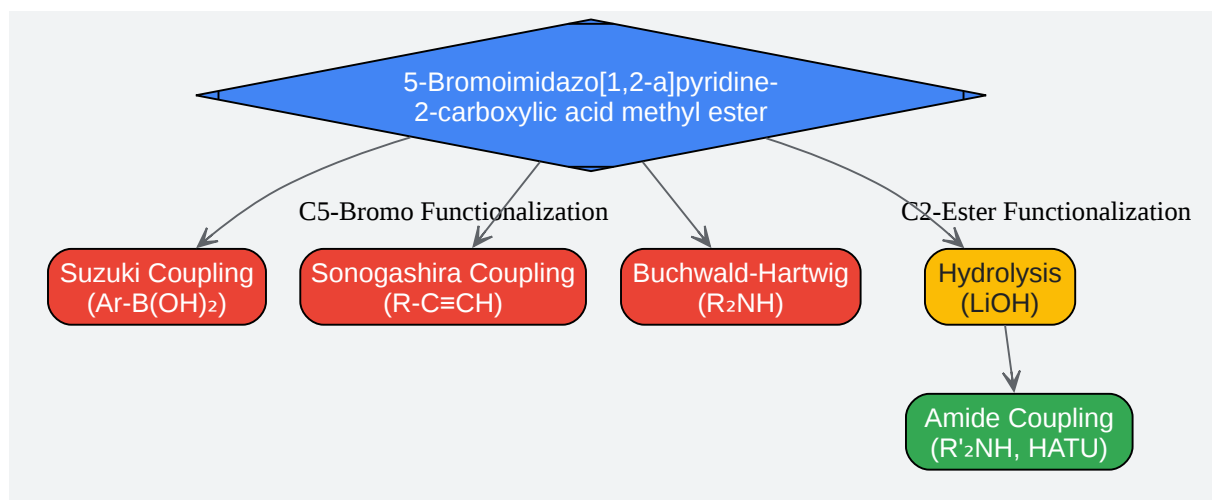 5-Bromoimidazo[1,2-a]pyridine-
2-carboxylic acid methyl ester
C5-Bromo Functionalization
C2-Ester Functionalization
Suzuki Coupling
(Ar-B(OH)₂)
Sonogashira Coupling
(R-C≡CH)
Buchwald-Hartwig
(R₂NH)
Hydrolysis
(LiOH)
Amide Coupling
(R'₂NH, HATU)